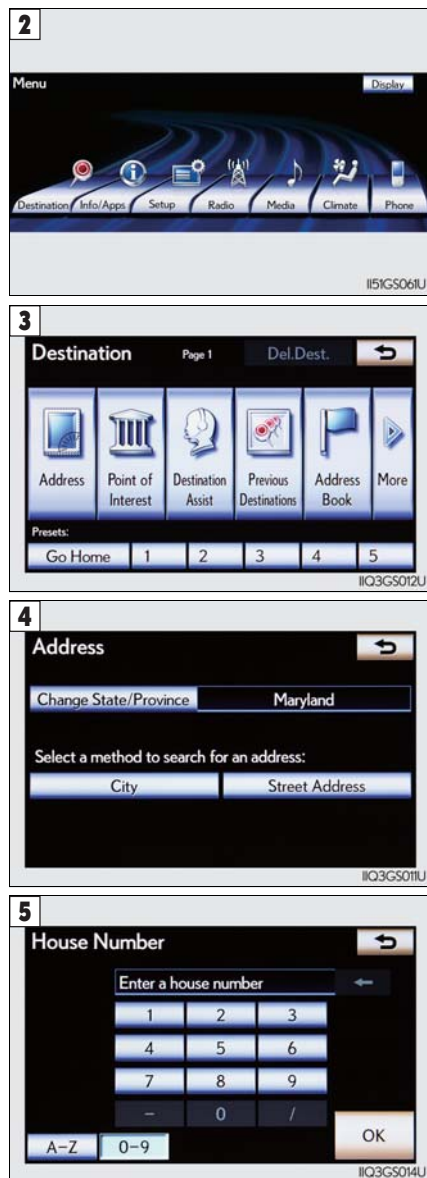 2
Menu Display
Destination Info/Apps Setup Radio Media Climate Phone
II51GS061U
3
Destination Page 1 Del.Dest.
Address Point of Interest Destination Assist Previous Destinations Address Book More
Presets:
Go Home 1 2 3 4 5
IIQ3GS012U
4
Address
Change State/Province Maryland
Select a method to search for an address:
City Street Address
IIQ3GS011U
5
House Number
Enter a house number
1 2 3
4 5 6
7 8 9
- 0 /
A-Z 0-9 OK
IIQ3GS014U